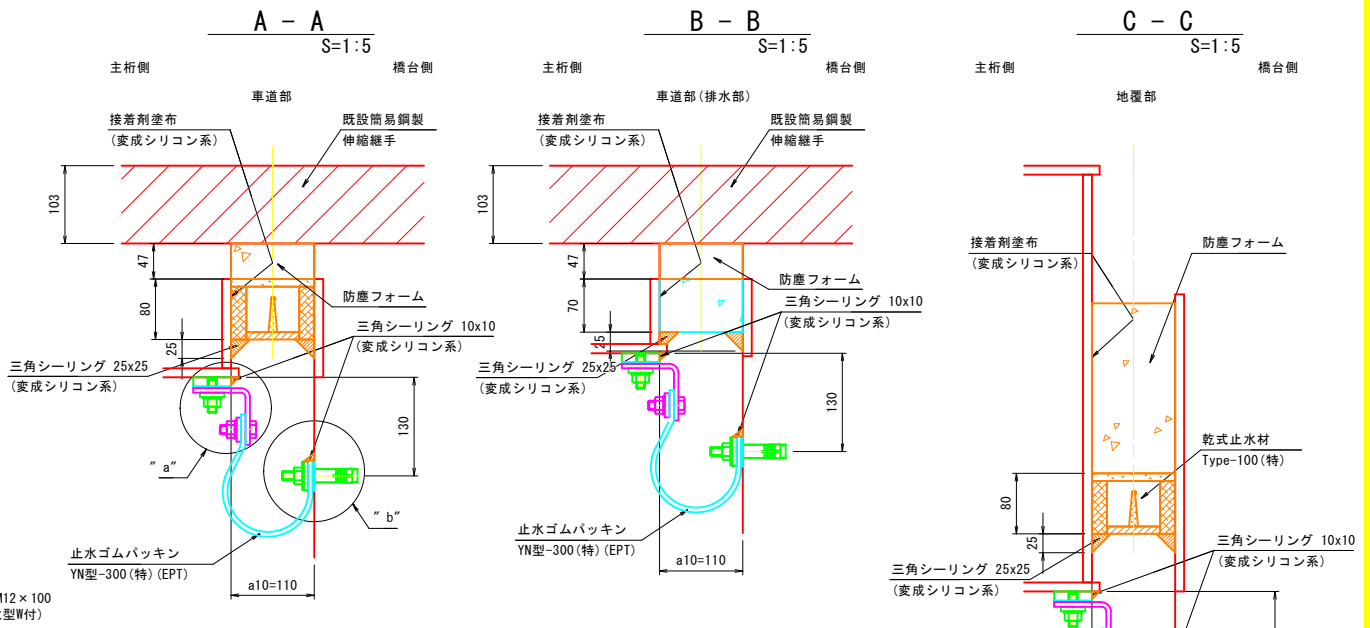 A - A
S=1:5
主桁側
橋台側
車道部
接着剤塗布
(変成シリコン系)
既設簡易鋼製
伸縮継手
103
47
80
25
防塵フォーム
三角シーリング 10x10
(変成シリコン系)
三角シーリング 25x25
(変成シリコン系)
130
" a"
" b"
止水ゴムパッキン
YN型-300(特)(EPT)
a10=110
M12×100
型W付)
B - B
S=1:5
主桁側
橋台側
車道部(排水部)
接着剤塗布
(変成シリコン系)
既設簡易鋼製
伸縮継手
103
47
70
25
防塵フォーム
三角シーリング 10x10
(変成シリコン系)
三角シーリング 25x25
(変成シリコン系)
130
止水ゴムパッキン
YN型-300(特)(EPT)
a10=110
C - C
S=1:5
主桁側
橋台側
地覆部
接着剤塗布
(変成シリコン系)
防塵フォーム
乾式止水材
Type-100(特)
80
25
三角シーリング 10x10
(変成シリコン系)
三角シーリング 25x25
(変成シリコン系)